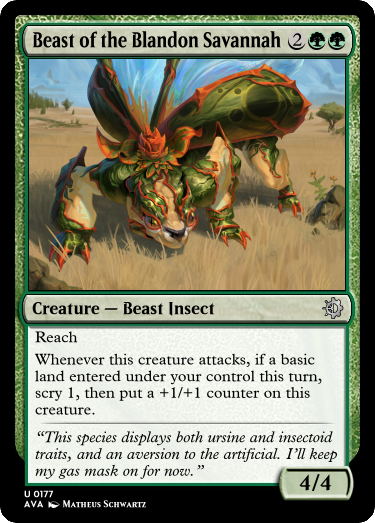 Beast of the Blandon Savannah 2
Creature — Beast Insect
Reach
Whenever this creature attacks, if a basic
land entered under your control this turn,
scry 1, then put a +1/+1 counter on this
creature.
“This species displays both ursine and insectoid
traits, and an aversion to the artificial. I’ll keep
my gas mask on for now.”
4/4
U 0177
AVA Matheus Schwartz